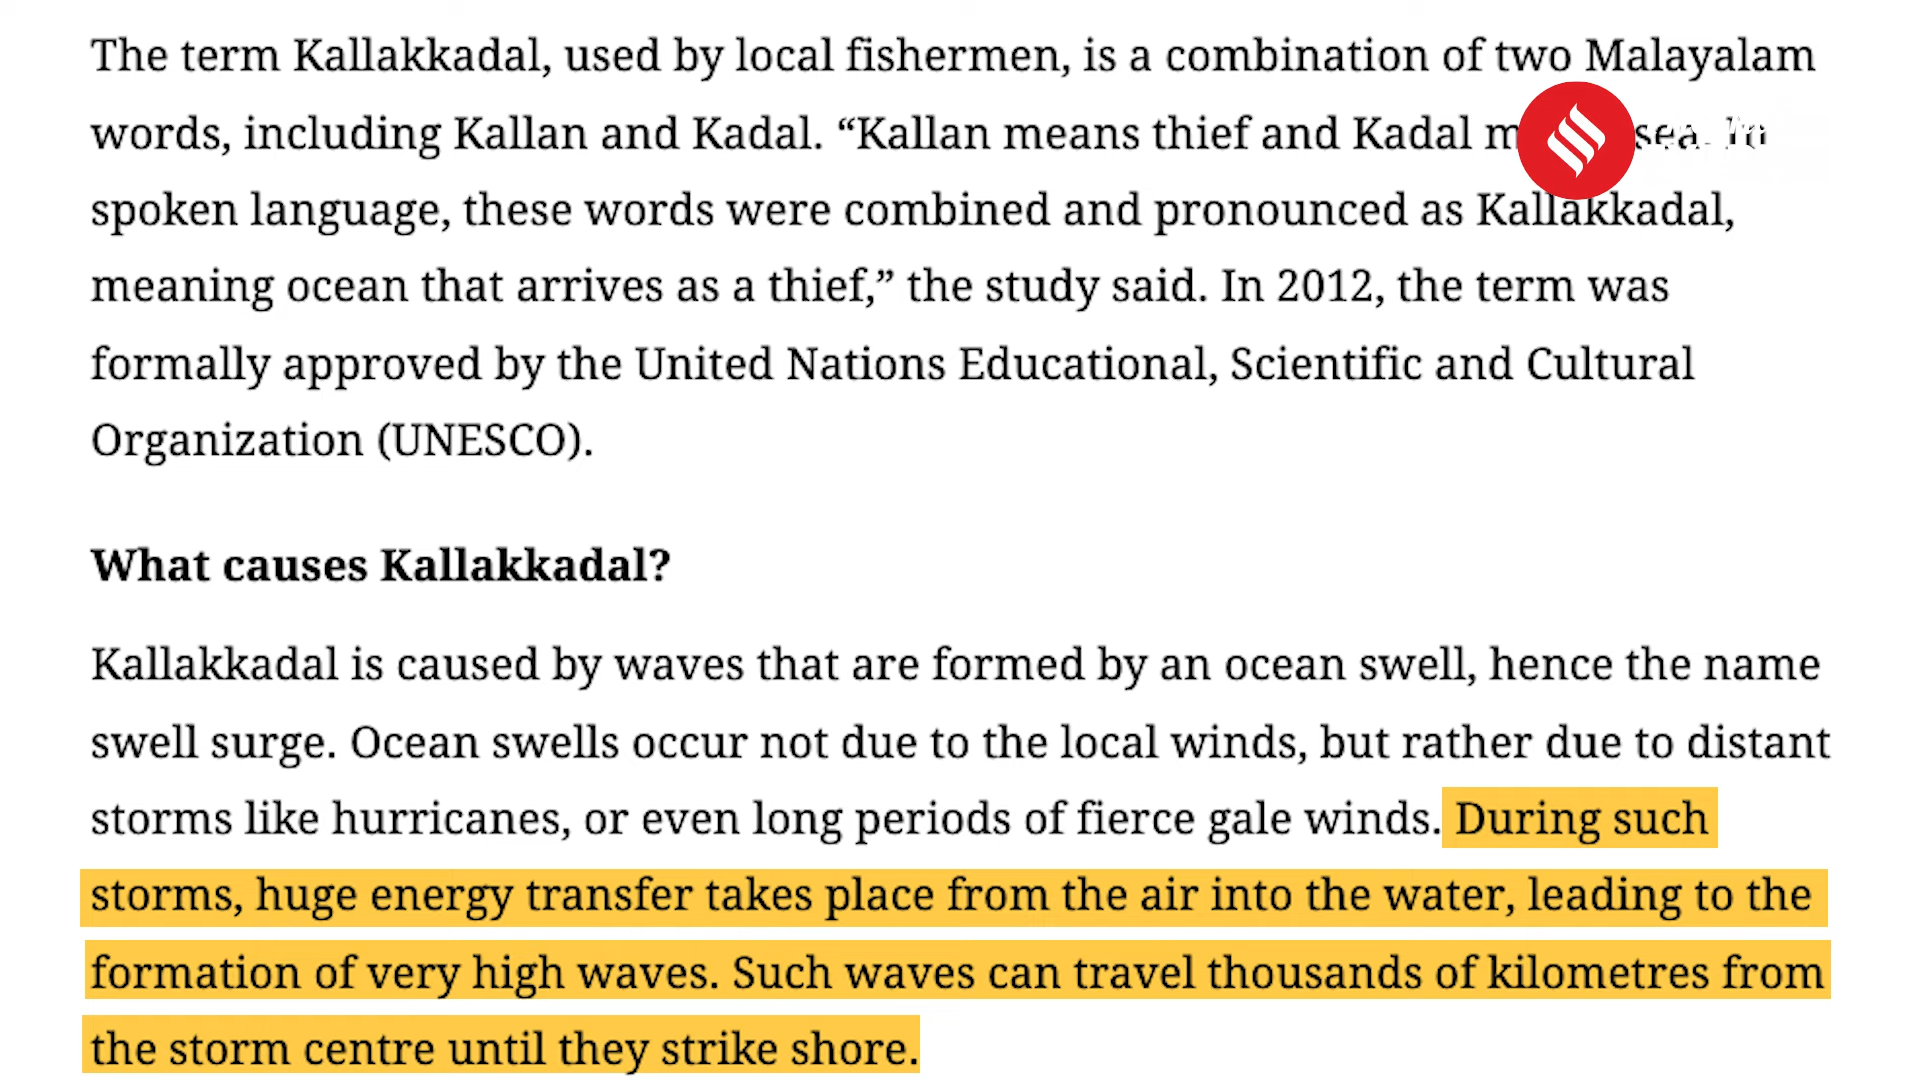 The term Kallakkadal, used by local fishermen, is a combination of two Malayalam
words, including Kallan and Kadal. “Kallan means thief and Kadal
spoken language, these words were combined and pronounced as Kallakkadal,
meaning ocean that arrives as a thief,” the study said. In 2012, the term was
formally approved by the United Nations Educational, Scientific and Cultural
Organization (UNESCO).
What causes Kallakkadal?
Kallakkadal is caused by waves that are formed by an ocean swell, hence the name
swell surge. Ocean swells occur not due to the local winds, but rather due to distant
storms like hurricanes, or even long periods of fierce gale winds. During such
storms, huge energy transfer takes place from the air into the water, leading to the
formation of very high waves. Such waves can travel thousands of kilometres from
the storm centre until they strike shore.